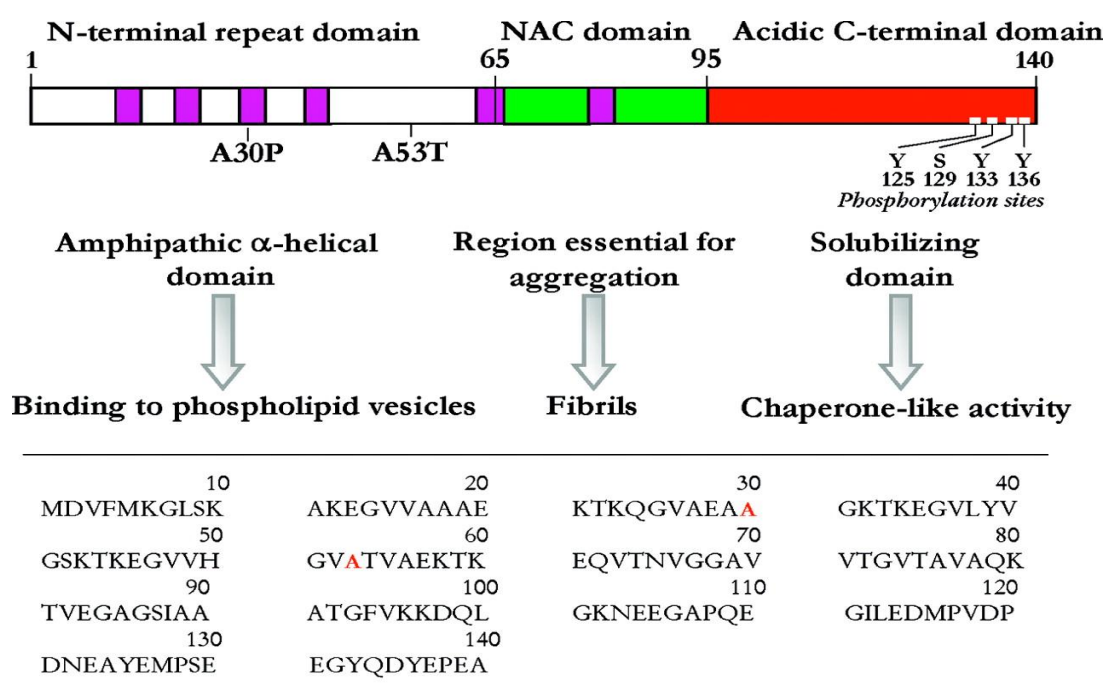 N-terminal repeat domain NAC domain Acidic C-terminal domain
1 65 95 140
A30P A53T
Y S Y Y
125 129 133 136
Phosphorylation sites
Amphipathic α-helical domain
Region essential for aggregation
Solubilizing domain
Binding to phospholipid vesicles Fibrils Chaperone-like activity
10 20 30 40
MDVFMKGLSK AKEGVVAAAE KTKQGVAEAA GKTKEGVLYV
50 60 70 80
GSKTKEGVVH GVATVAEKTK EQVTNVGGAV VTGVTAVAQK
90 100 110 120
TVEGAGSIAA ATGFVKKDQL GKNEEGAPQE GILEDMPVDP
130 140
DNEAYEMPSE EGYQDYEPEA